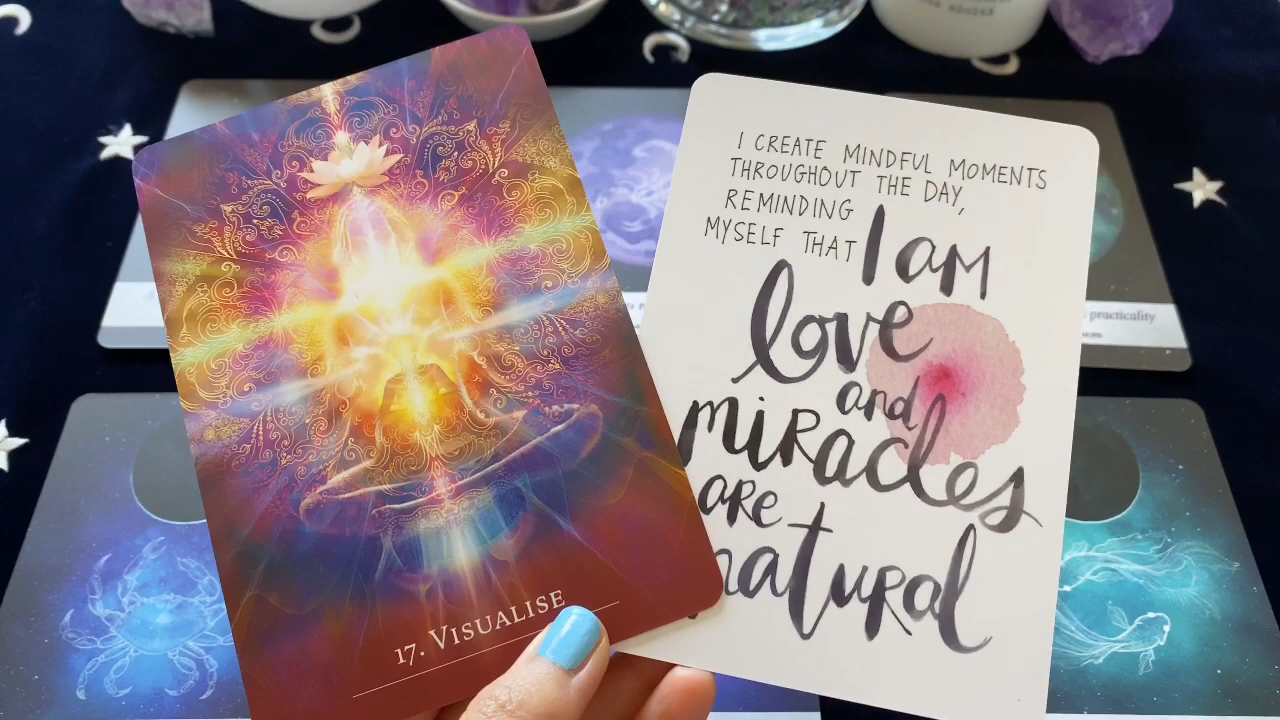 17. VISUALISE
I CREATE MINDFUL MOMENTS
THROUGHOUT THE DAY,
REMINDING
MYSELF THAT I AM
love
and
miRacles
are
natuRal
practicality